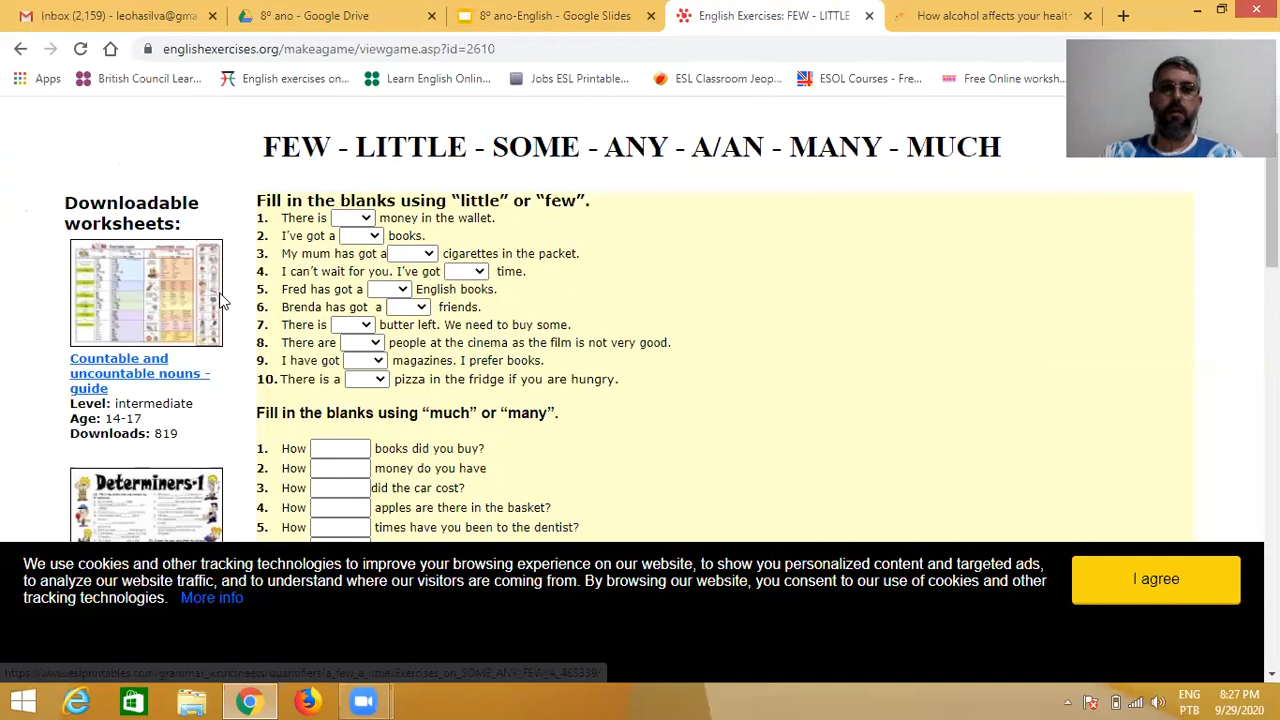 Inbox (2,159) - leohasilva@gma
8º ano - Google Drive
8º ano-English - Google Slides
English Exercises: FEW - LITTLE -
How alcohol affects your healt
englishexercises.org/makeagame/viewgame.asp?id=2610
Apps
British Council Lear...
English exercises on...
Learn English Onlin...
Jobs ESL Printable...
ESL Classroom Jeop...
ESOL Courses - Fre...
Free Online worksh...
FEW - LITTLE - SOME - ANY - A/AN - MANY - MUCH
Downloadable
worksheets:
Countable and
uncountable nouns -
guide
Level: intermediate
Age: 14-17
Downloads: 819
Determiners-1
Fill in the blanks using “little” or “few”.
1. There is money in the wallet.
2. I’ve got a books.
3. My mum has got a cigarettes in the packet.
4. I can’t wait for you. I’ve got time.
5. Fred has got a English books.
6. Brenda has got a friends.
7. There is butter left. We need to buy some.
8. There are people at the cinema as the film is not very good.
9. I have got magazines. I prefer books.
10. There is a pizza in the fridge if you are hungry.
Fill in the blanks using “much” or “many”.
1. How books did you buy?
2. How money do you have
3. How did the car cost?
4. How apples are there in the basket?
5. How times have you been to the dentist?
We use cookies and other tracking technologies to improve your browsing experience on our website, to show you personalized content and targeted ads,
to analyze our website traffic, and to understand where our visitors are coming from. By browsing our website, you consent to our use of cookies and other
tracking technologies. More info
I agree
ENG
PTB
8:27 PM
9/29/2020